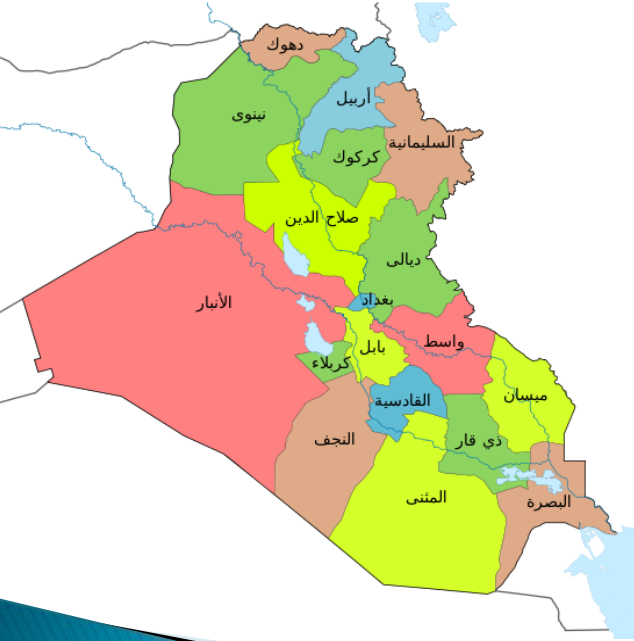 دهوك
أربيل
نينوى
السليمانية
كركوك
صلاح الدين
ديالى
بغداد
الأنبار
واسط
بابل
كربلاء
ميسان
القادسية
النجف
ذي قار
المثنى
البصرة